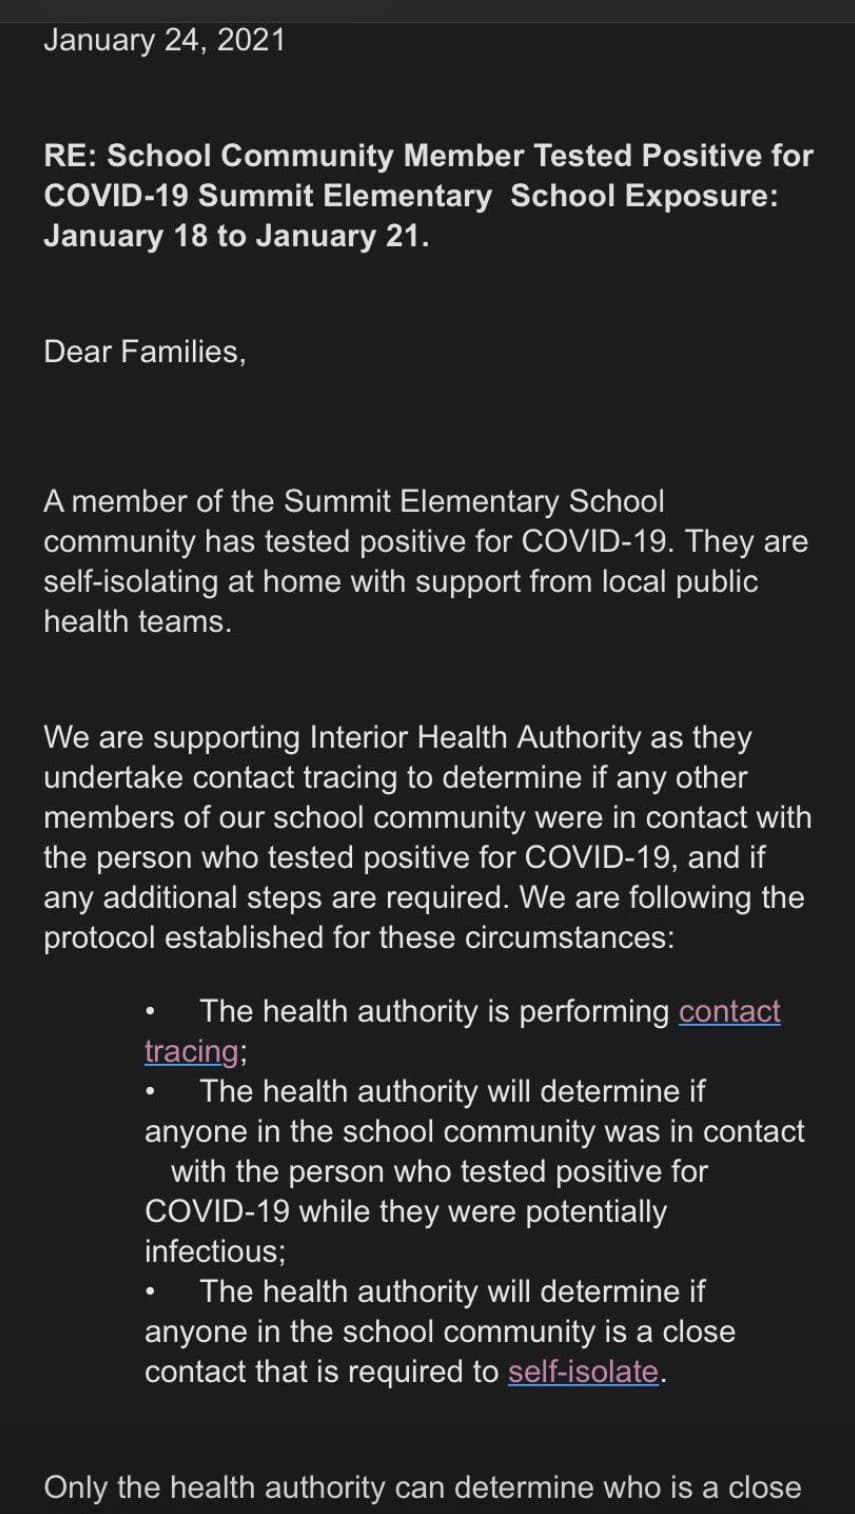 January 24, 2021
RE: School Community Member Tested Positive for
COVID-19 Summit Elementary  School Exposure:
January 18 to January 21.
Dear Families,
A member of the Summit Elementary School
community has tested positive for COVID-19. They are
self-isolating at home with support from local public
health teams.
We are supporting Interior Health Authority as they
undertake contact tracing to determine if any other
members of our school community were in contact with
the person who tested positive for COVID-19, and if
any additional steps are required. We are following the
protocol established for these circumstances:
• The health authority is performing contact
tracing;
• The health authority will determine if
anyone in the school community was in contact
with the person who tested positive for
COVID-19 while they were potentially
infectious;
• The health authority will determine if
anyone in the school community is a close
contact that is required to self-isolate.
Only the health authority can determine who is a close